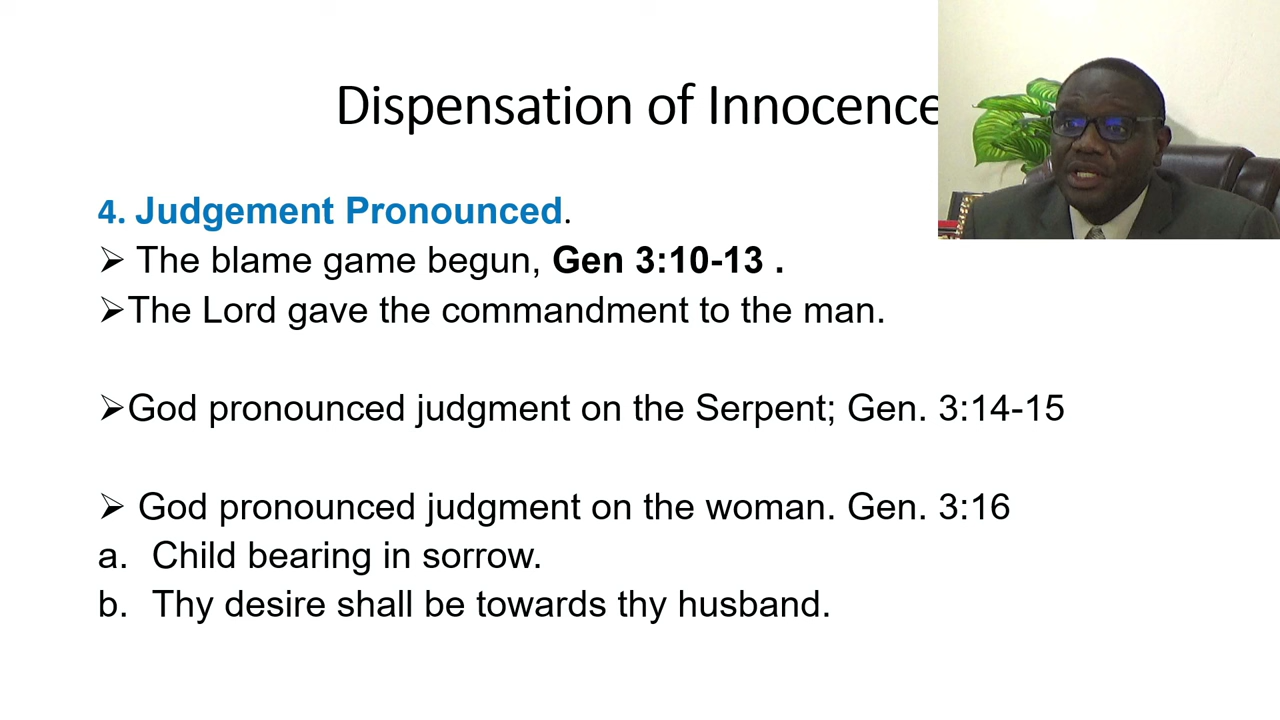 Dispensation of Innocence
4. Judgement Pronounced.
➢ The blame game begun, Gen 3:10-13 .
➢The Lord gave the commandment to the man.
➢God pronounced judgment on the Serpent; Gen. 3:14-15
➢ God pronounced judgment on the woman. Gen. 3:16
a. Child bearing in sorrow.
b. Thy desire shall be towards thy husband.